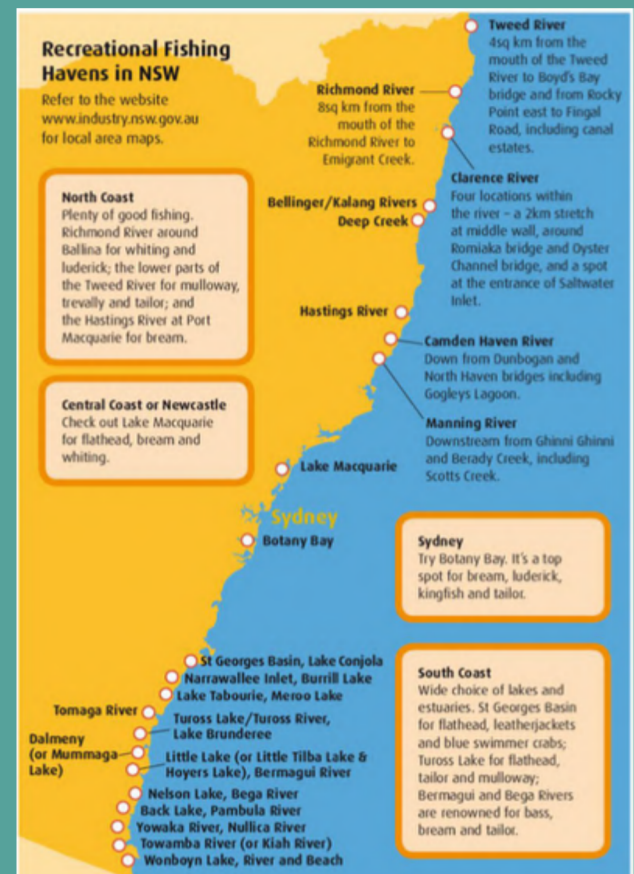 Recreational Fishing
Havens in NSW
Refer to the website
www.industry.nsw.gov.au
for local area maps.
Tweed River
4sq km from the
mouth of the Tweed
River to Boyd's Bay
bridge and from Rocky
Point east to Fingal
Road, including canal
estates.
Richmond River
8sq km from the
mouth of the
Richmond River to
Emigrant Creek.
Clarence River
Four locations within
the river – a 2km stretch
at middle wall, around
Romiaka bridge and Oyster
Channel bridge, and a spot
at the entrance of Saltwater
Inlet.
North Coast
Plenty of good fishing.
Richmond River around
Ballina for whiting and
luderick; the lower parts of
the Tweed River for mulloway,
trevally and tailor; and
the Hastings River at Port
Macquarie for bream.
Bellinger/Kalang Rivers
Deep Creek
Hastings River
Camden Haven River
Down from Dunbogan and
North Haven bridges including
Gogleys Lagoon.
Central Coast or Newcastle
Check out Lake Macquarie
for flathead, bream and
whiting.
Manning River
Downstream from Ghinni Ghinni
and Berady Creek, including
Scotts Creek.
Lake Macquarie
Sydney
Botany Bay
Sydney
Try Botany Bay. It's a top
spot for bream, luderick,
kingfish and tailor.
St Georges Basin, Lake Conjola
Narrawallee Inlet, Burrill Lake
Lake Tabourie, Meroo Lake
Tomaga River
Tuross Lake/Tuross River,
Lake Brunderee
Dalmeny
(or Mummaga
Lake)
Little Lake (or Little Tilba Lake &
Hoyers Lake), Bermagui River
Nelson Lake, Bega River
Back Lake, Pambula River
Yowaka River, Nullica River
Towamba River (or Kiah River)
Wonboyn Lake, River and Beach
South Coast
Wide choice of lakes and
estuaries. St Georges Basin
for flathead, leatherjackets
and blue swimmer crabs;
Tuross Lake for flathead,
tailor and mulloway;
Bermagui and Bega Rivers
are renowned for bass,
bream and tailor.